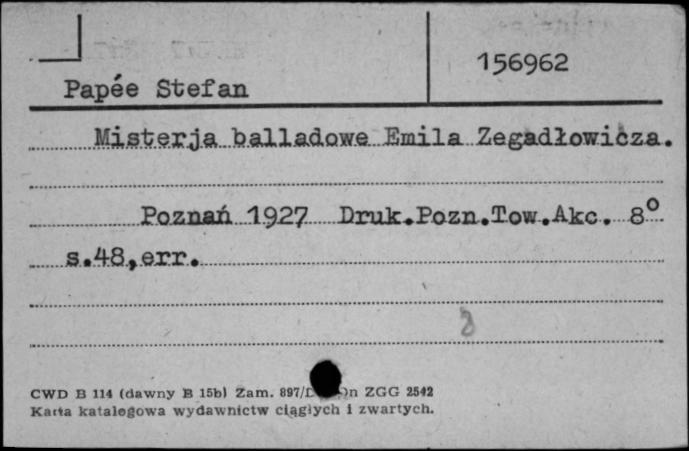 156962
Papée Stefan
Misterja balladowe Emila Zegadłowicza.
Poznań 1927 Druk.Pozn.Tow.Akc. 8°
s.48,err.
8
CWD B 114 (dawny B 15b) Zam. 897/ ZGG 2542
Karta katalogowa wydawnictw ciągłych i zwartych.